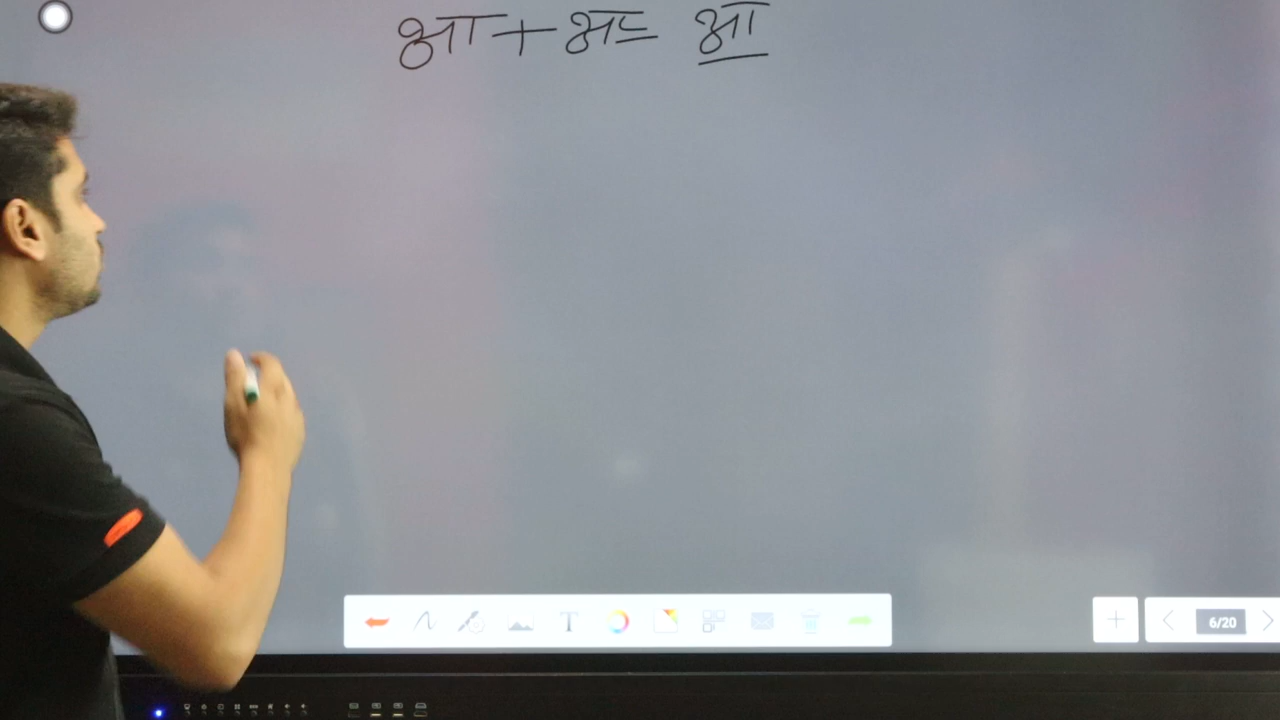 आ + अ = आ
T
6/20